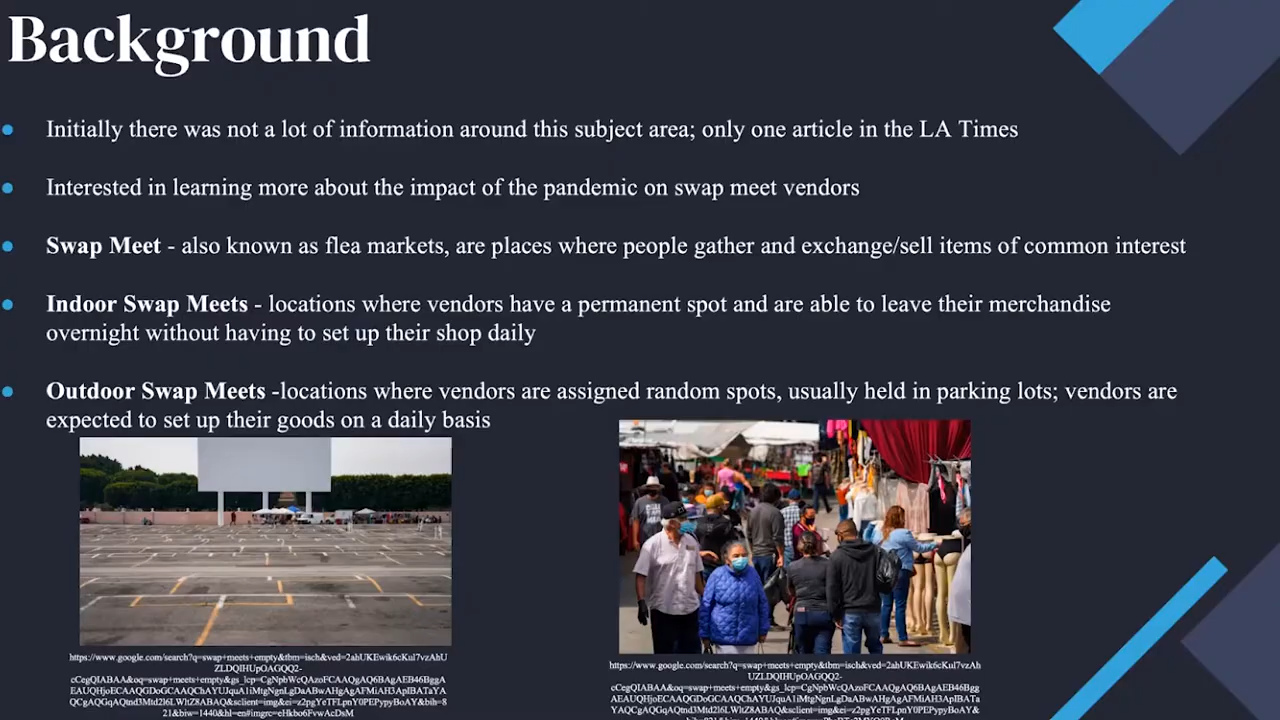 Background
Initially there was not a lot of information around this subject area; only one article in the LA Times
Interested in learning more about the impact of the pandemic on swap meet vendors
Swap Meet - also known as flea markets, are places where people gather and exchange/sell items of common interest
Indoor Swap Meets - locations where vendors have a permanent spot and are able to leave their merchandise
overnight without having to set up their shop daily
Outdoor Swap Meets -locations where vendors are assigned random spots, usually held in parking lots; vendors are
expected to set up their goods on a daily basis